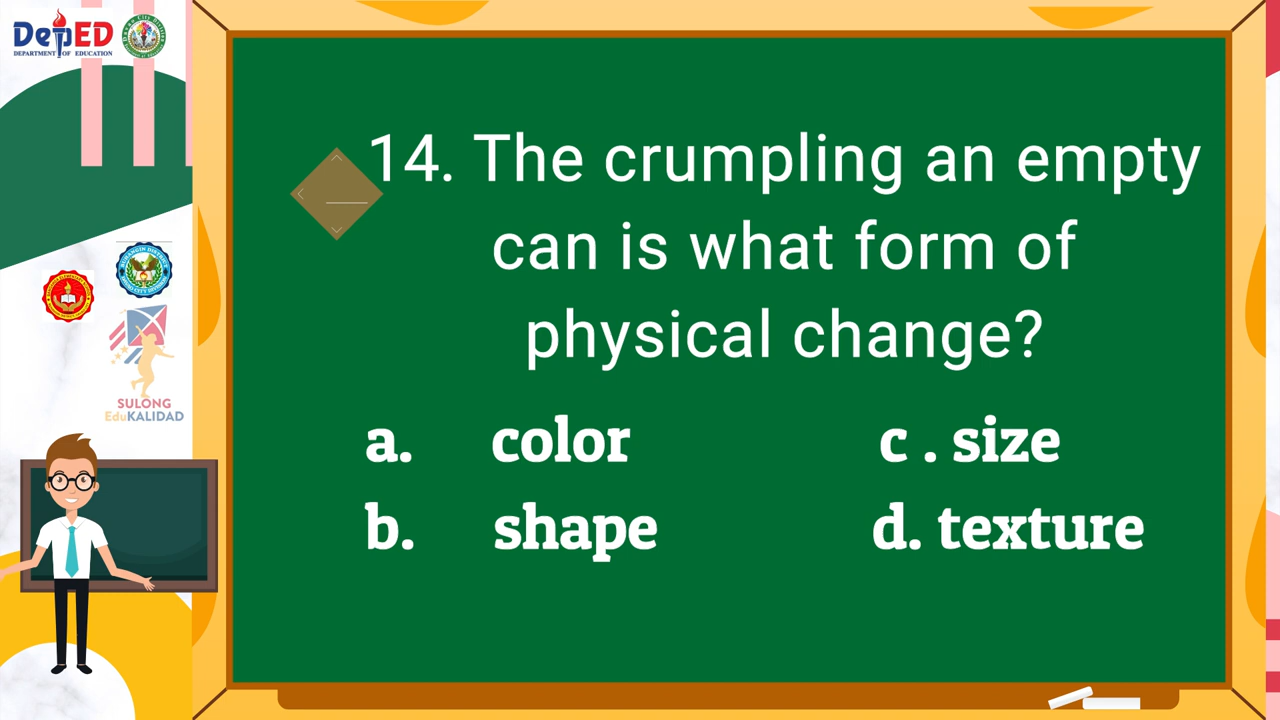 DepED
DEPARTMENT OF EDUCATION
14. The crumpling an empty
can is what form of
physical change?
a. color c . size
b. shape d. texture
SULONG
EduKALIDAD